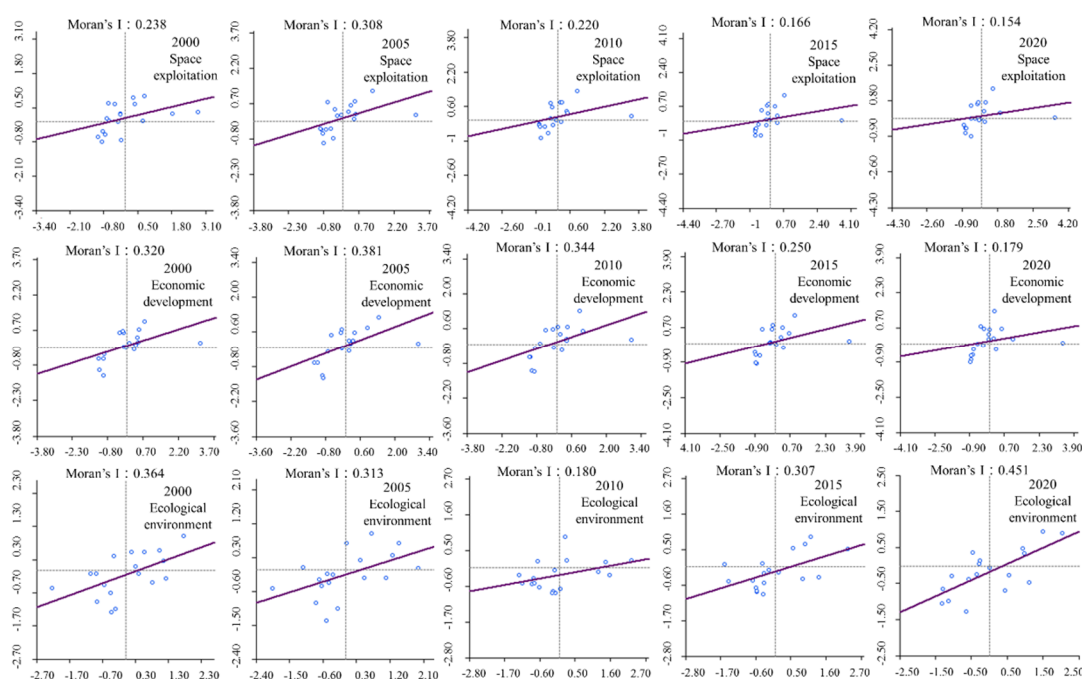 Moran's I：0.238
2000
Space
exploitation
3.10
1.80
0.50
-0.80
-2.10
-3.40
-3.40 -2.10 -0.80 0.50 1.80 3.10
Moran's I：0.308
2005
Space
exploitation
3.70
2.20
0.70
-0.80
-2.30
-3.80
-3.80 -2.30 -0.80 0.70 2.20 3.70
Moran's I：0.220
2010
Space
exploitation
3.80
2.20
0.60
-1
-2.60
-4.20
-4.20 -2.60 -0.1 0.60 2.20 3.80
Moran's I：0.166
2015
Space
exploitation
4.10
2.40
0.70
-1
-2.70
-4.40
-4.40 -2.70 -1 0.70 2.40 4.10
Moran's I：0.154
2020
Space
exploitation
4.20
2.50
0.80
-0.90
-2.60
-4.30
-4.30 -2.60 -0.90 0.80 2.50 4.20
Moran's I：0.320
2000
Economic
development
3.70
2.20
0.70
-0.80
-2.30
-3.80
-3.80 -2.30 -0.80 0.70 2.20 3.70
Moran's I：0.381
2005
Economic
development
3.40
2.00
0.60
-0.80
-2.20
-3.60
-3.60 -2.20 -0.80 0.60 2.00 3.40
Moran's I：0.344
2010
Economic
development
3.40
2.00
0.60
-0.80
-2.20
-3.60
-3.60 -2.20 -0.80 0.60 2.00 3.40
Moran's I：0.250
2015
Economic
development
3.90
2.30
0.70
-0.90
-2.50
-4.10
-4.10 -2.50 -0.90 0.70 2.30 3.90
Moran's I：0.179
2020
Economic
development
3.90
2.30
0.70
-0.90
-2.50
-4.10
-4.10 -2.50 -0.90 0.70 2.30 3.90
Moran's I：0.364
2000
Ecological
environment
2.30
1.30
0.30
-0.70
-1.70
-2.70
-2.70 -1.70 -0.70 0.30 1.30 2.30
Moran's I：0.313
2005
Ecological
environment
2.10
1.20
0.30
-0.60
-1.50
-2.40
-2.40 -1.50 -0.60 0.30 1.20 2.10
Moran's I：0.180
2010
Ecological
environment
2.70
1.60
0.50
-0.60
-1.70
-2.80
-2.80 -1.70 -0.60 0.50 1.60 2.70
Moran's I：0.307
2015
Ecological
environment
2.70
1.60
0.50
-0.60
-1.70
-2.80
-2.80 -1.70 -0.60 0.50 1.60 2.70
Moran's I：0.451
2020
Ecological
environment
2.50
1.50
0.50
-0.50
-1.50
-2.50
-2.50 -1.50 -0.50 0.50 1.50 2.50